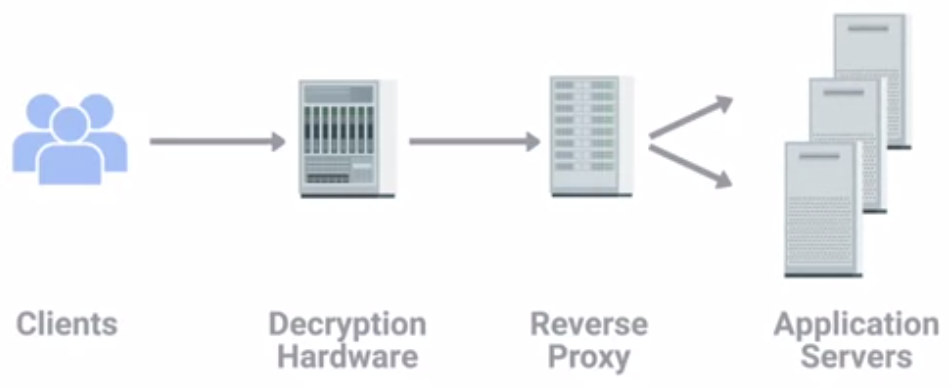 Clients
Decryption
Hardware
Reverse
Proxy
Application
Servers